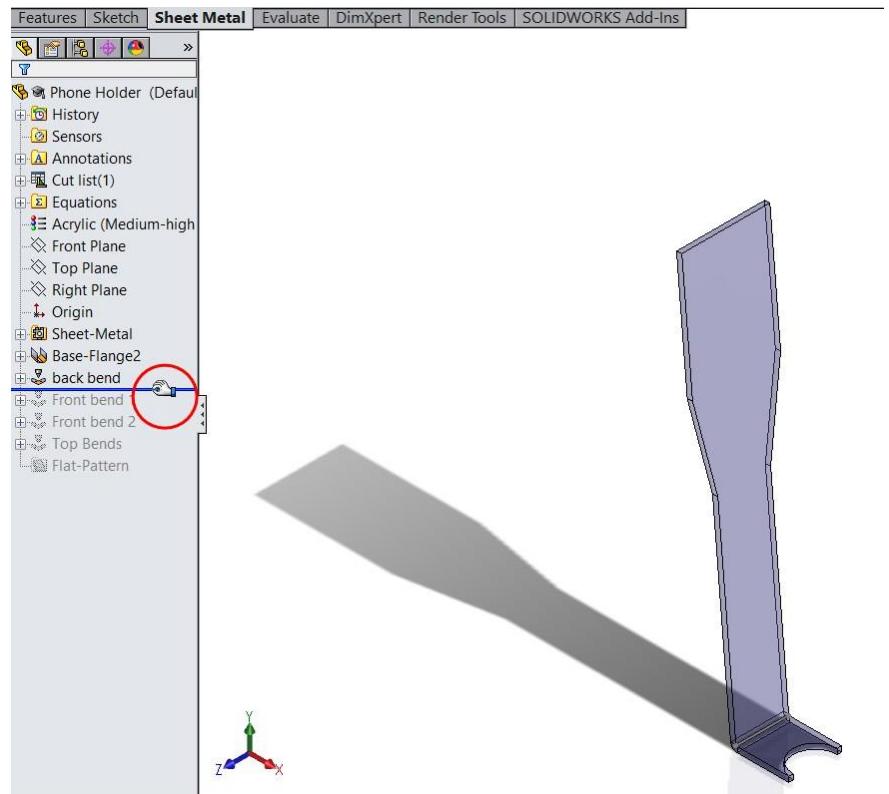 Features Sketch Sheet Metal Evaluate DimXpert Render Tools SOLIDWORKS Add-Ins
»
Phone Holder (Defaul
History
Sensors
A Annotations
Cut list(1)
Σ Equations
Acrylic (Medium-high
Front Plane
Top Plane
Right Plane
Origin
Sheet-Metal
Base-Flange2
back bend
Front bend 1
Front bend 2
Top Bends
Flat-Pattern
Y
Z X